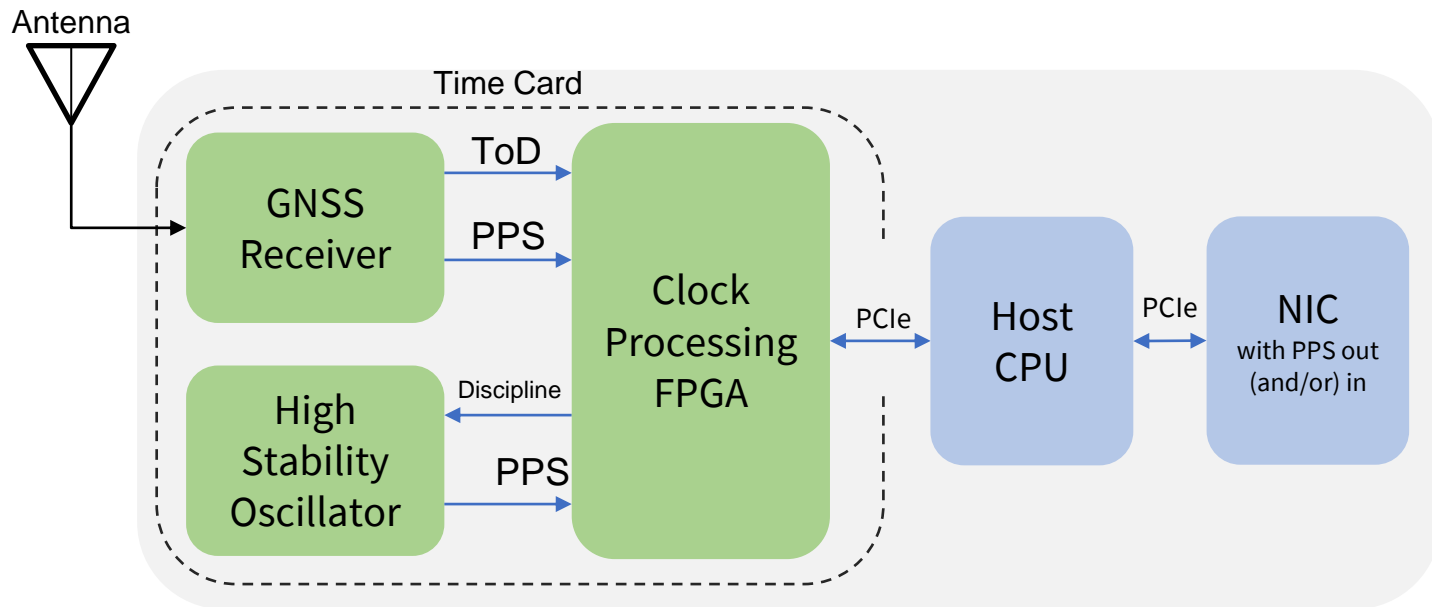 Antenna
Time Card
GNSS
Receiver
ToD
PPS
High
Stability
Oscillator
Discipline
PPS
Clock
Processing
FPGA
PCIe
Host
CPU
PCIe
NIC
with PPS out
(and/or) in